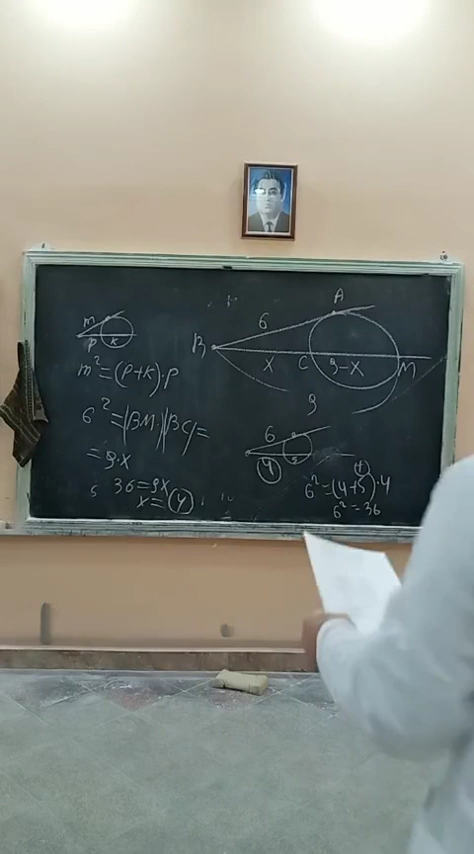 m
P K
m² = (P+K)·P
6² = |BM|·|BC| =
= 9·x
36 = 9x
x = 4
A
6
B
x C 9-x M
9
6
4 5
6² = (4+5)·4
6² = 36